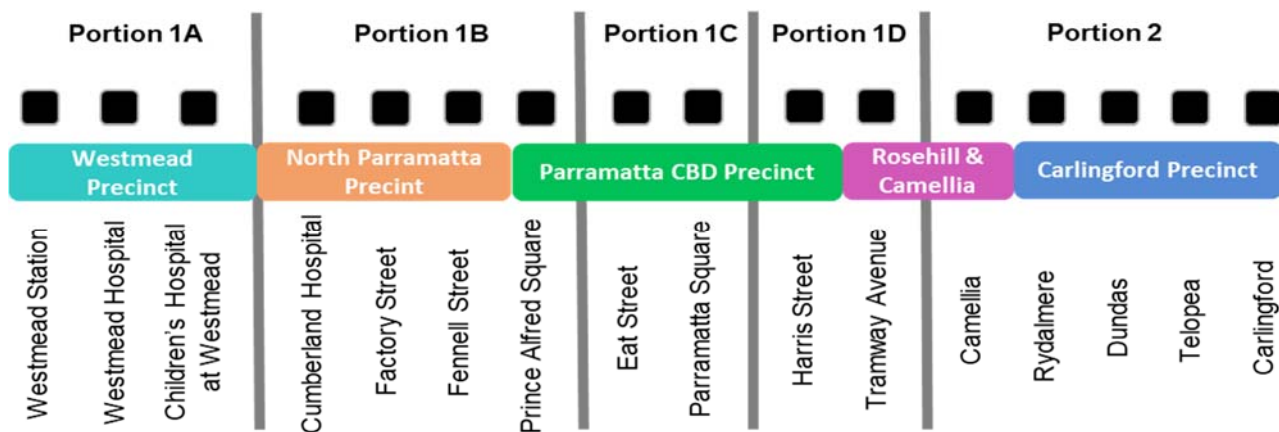 Portion 1A
Portion 1B
Portion 1C
Portion 1D
Portion 2
Westmead
Precinct
North Parramatta
Precint
Parramatta CBD Precinct
Rosehill &
Camellia
Carlingford Precinct
Westmead Station
Westmead Hospital
Children's Hospital
at Westmead
Cumberland Hospital
Factory Street
Fennell Street
Prince Alfred Square
Eat Street
Parramatta Square
Harris Street
Tramway Avenue
Camellia
Rydalmere
Dundas
Telopea
Carlingford